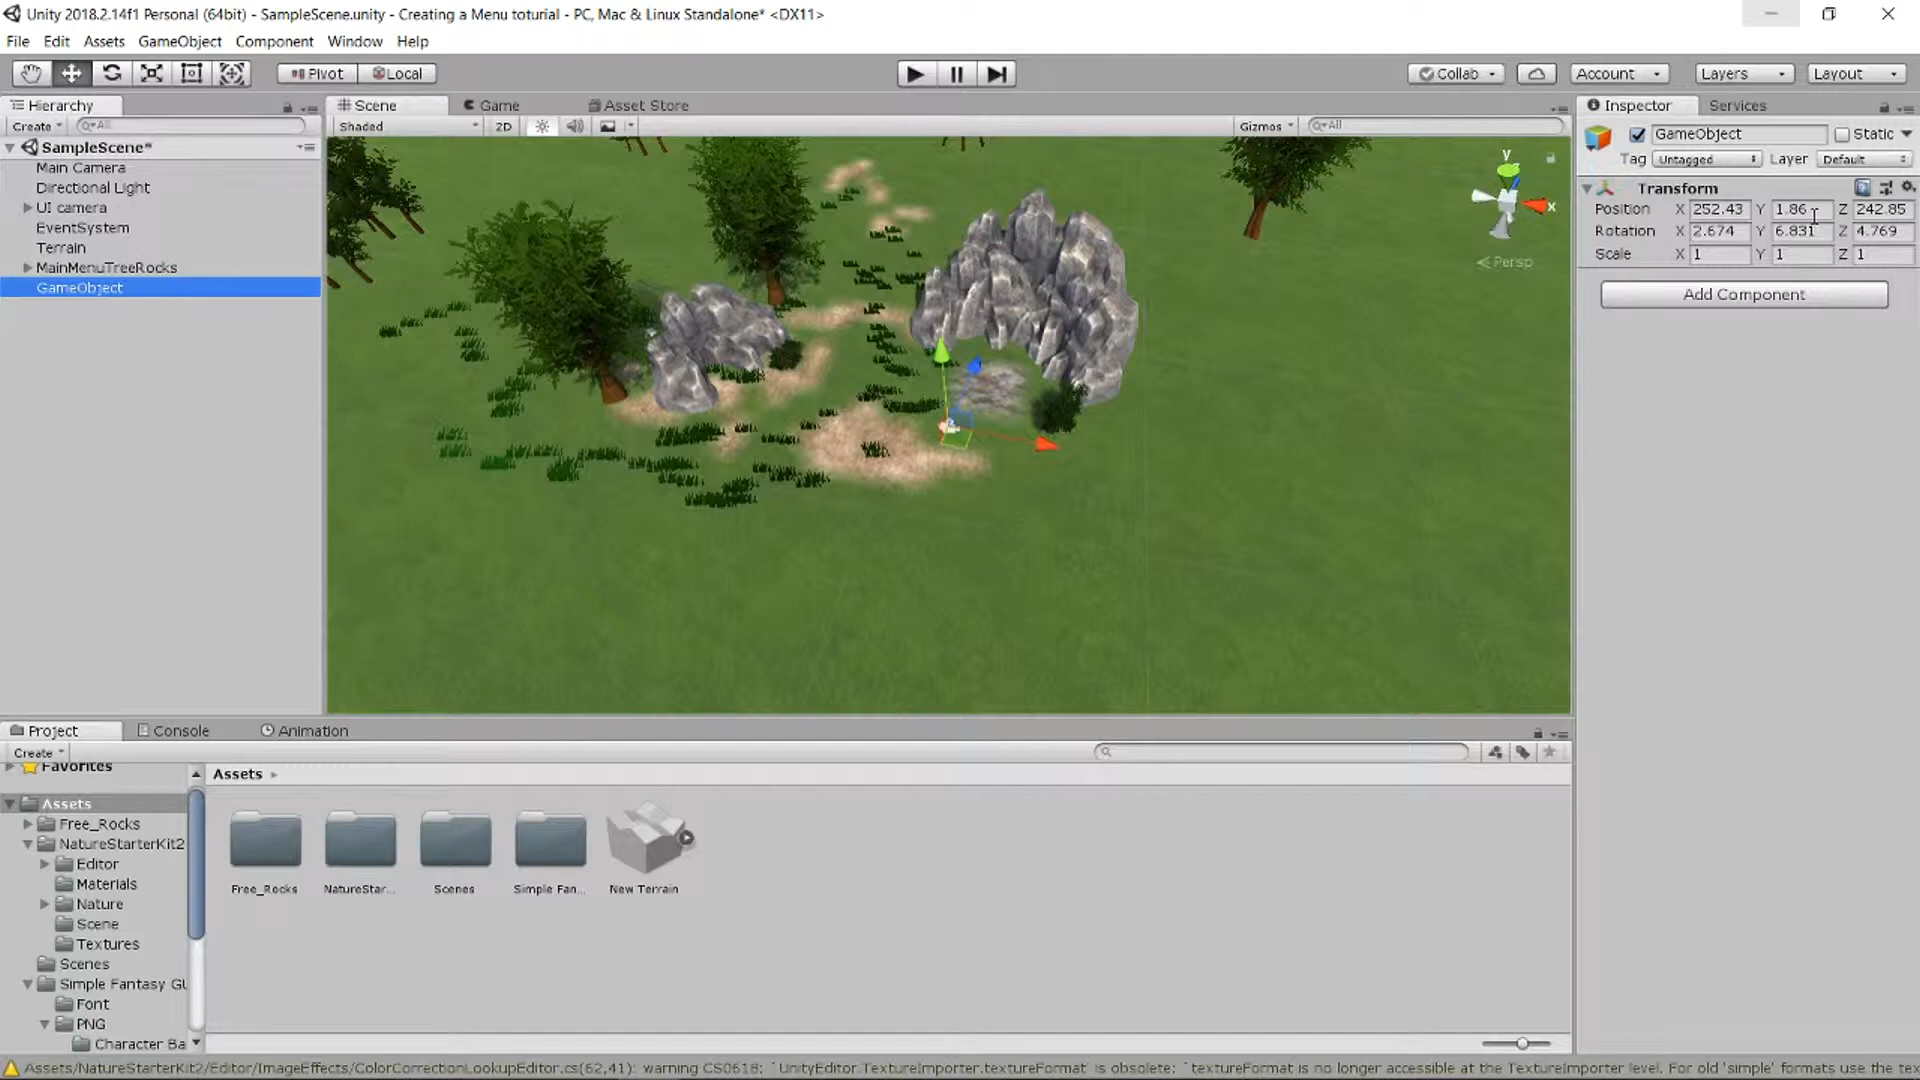 Unity 2018.2.14f1 Personal (64bit) - SampleScene.unity - Creating a Menu toturial - PC, Mac & Linux Standalone* <DX11>
File Edit Assets GameObject Component Window Help
Pivot Local Collab Account Layers Layout
Hierarchy Scene Game Asset Store Inspector Services
Create All Shaded 2D Gizmos All GameObject Static
SampleScene*
Tag Untagged Layer Default
Main Camera
Directional Light
UI camera
EventSystem
Terrain
MainMenuTreeRocks
GameObject
y
x
Persp
Transform
Position X 252.43 Y 1.86 Z 242.85
Rotation X 2.674 Y 6.831 Z 4.769
Scale X 1 Y 1 Z 1
Add Component
Project Console Animation
Create
Favorites
Assets
Free_Rocks
NatureStarterKit2
Editor
Materials
Nature
Scene
Textures
Scenes
Simple Fantasy GU
Font
PNG
Character Ba
Assets
Free_Rocks NatureStar... Scenes Simple Fan... New Terrain
Assets/NatureStarterKit2/Editor/ImageEffects/ColorCorrectionLookupEditor.cs(62,41): warning CS0618: `UnityEditor.TextureImporter.textureFormat` is obsolete: `textureFormat is no longer accessible at the TextureImporter level. For old 'simple' formats use the tex